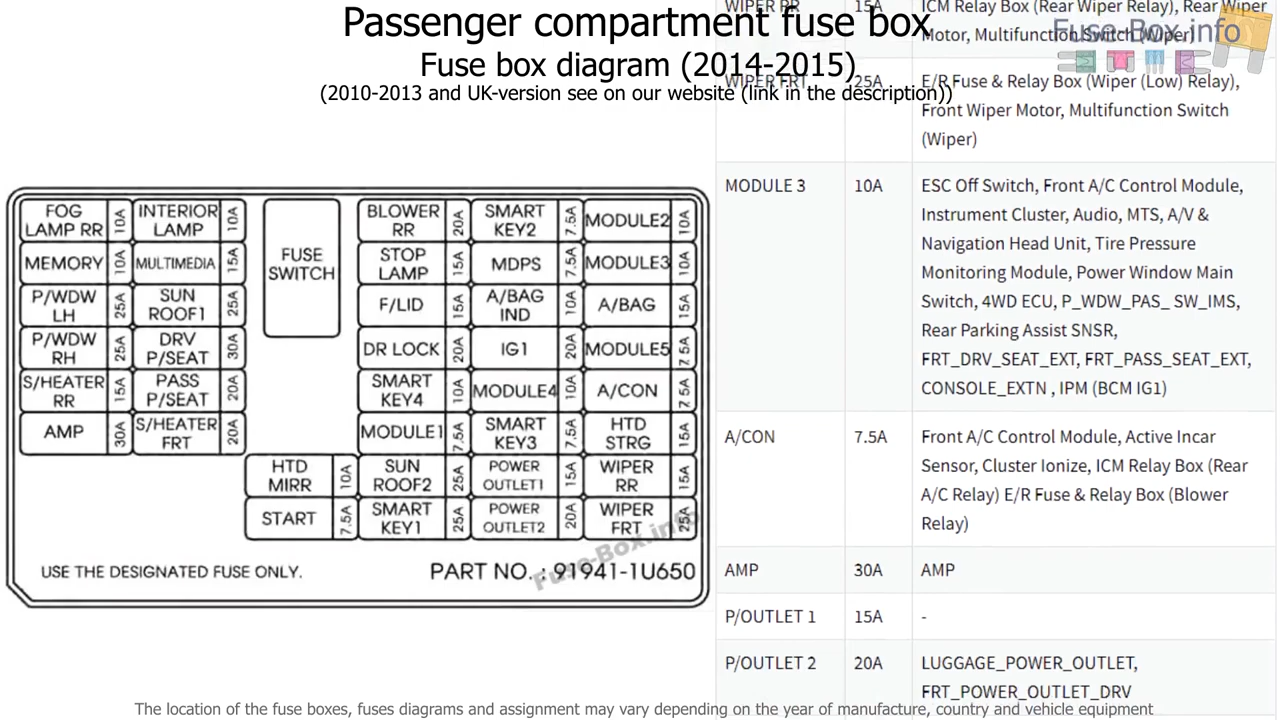 Passenger compartment fuse box
Fuse box diagram (2014-2015)
(2010-2013 and UK-version see on our website (link in the description))
Fuse-Box.info
FOG
LAMP RR
10A
INTERIOR
LAMP
10A
FUSE
SWITCH
BLOWER
RR
20A
SMART
KEY2
7.5A
MODULE2
10A
MEMORY
10A
MULTIMEDIA
15A
STOP
LAMP
15A
MDPS
7.5A
MODULE3
10A
P/WDW
LH
25A
SUN
ROOF1
25A
F/LID
15A
A/BAG
IND
10A
A/BAG
15A
P/WDW
RH
25A
DRV
P/SEAT
30A
DR LOCK
20A
IG1
20A
MODULE5
7.5A
S/HEATER
RR
15A
PASS
P/SEAT
20A
SMART
KEY4
10A
MODULE4
10A
A/CON
7.5A
AMP
30A
S/HEATER
FRT
20A
MODULE1
7.5A
SMART
KEY3
7.5A
HTD
STRG
15A
HTD
MIRR
10A
SUN
ROOF2
25A
POWER
OUTLET1
15A
WIPER
RR
15A
START
7.5A
SMART
KEY1
25A
POWER
OUTLET2
20A
WIPER
FRT
25A
Fuse-Box.info
USE THE DESIGNATED FUSE ONLY.
PART NO. : 91941-1U650
WIPER RR
15A
ICM Relay Box (Rear Wiper Relay), Rear Wiper
Motor, Multifunction Switch (Wiper)
WIPER FRT
25A
E/R Fuse & Relay Box (Wiper (Low) Relay),
Front Wiper Motor, Multifunction Switch
(Wiper)
MODULE 3
10A
ESC Off Switch, Front A/C Control Module,
Instrument Cluster, Audio, MTS, A/V &
Navigation Head Unit, Tire Pressure
Monitoring Module, Power Window Main
Switch, 4WD ECU, P_WDW_PAS_SW_IMS,
Rear Parking Assist SNSR,
FRT_DRV_SEAT_EXT, FRT_PASS_SEAT_EXT,
CONSOLE_EXTN , IPM (BCM IG1)
A/CON
7.5A
Front A/C Control Module, Active Incar
Sensor, Cluster Ionize, ICM Relay Box (Rear
A/C Relay) E/R Fuse & Relay Box (Blower
Relay)
AMP
30A
AMP
P/OUTLET 1
15A
-
P/OUTLET 2
20A
LUGGAGE_POWER_OUTLET,
FRT_POWER_OUTLET_DRV
The location of the fuse boxes, fuses diagrams and assignment may vary depending on the year of manufacture, country and vehicle equipment